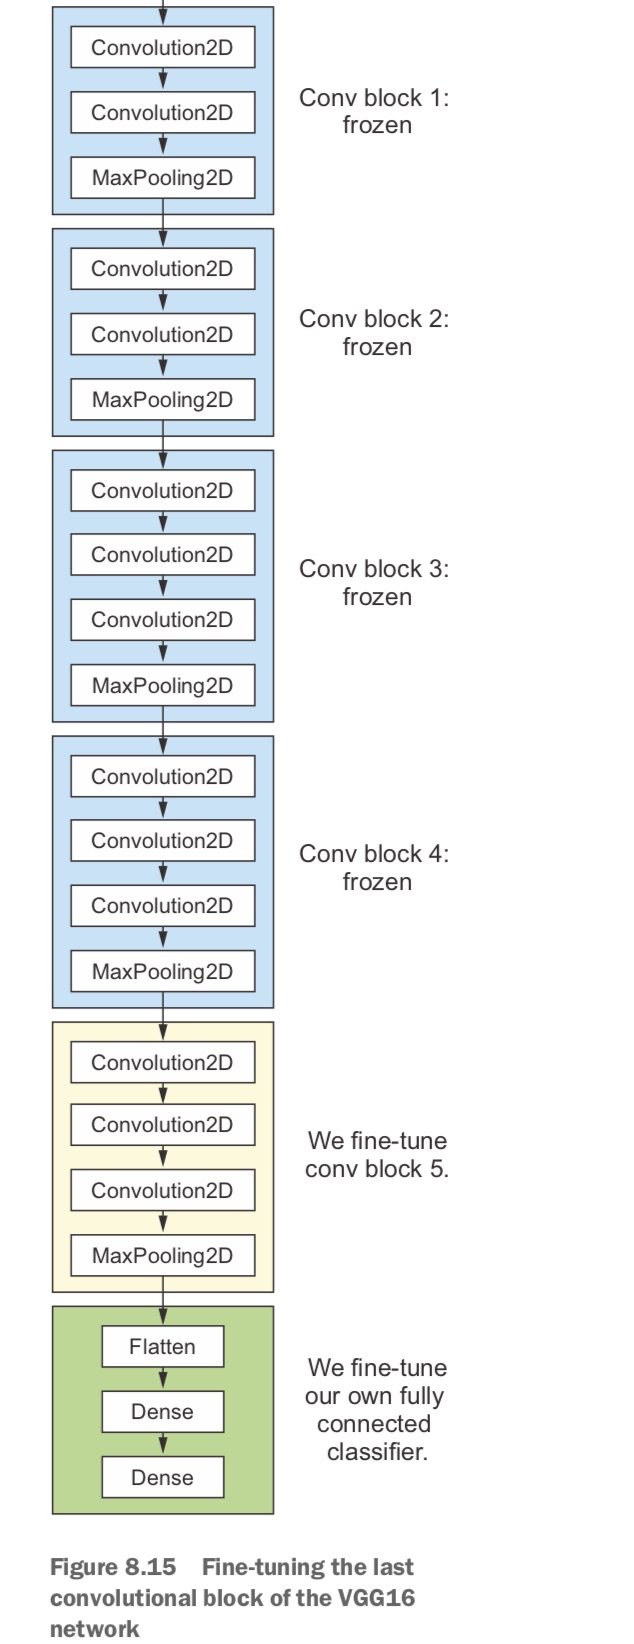 Convolution2D
Convolution2D
MaxPooling2D
Conv block 1:
frozen
Convolution2D
Convolution2D
MaxPooling2D
Conv block 2:
frozen
Convolution2D
Convolution2D
Convolution2D
MaxPooling2D
Conv block 3:
frozen
Convolution2D
Convolution2D
Convolution2D
MaxPooling2D
Conv block 4:
frozen
Convolution2D
Convolution2D
Convolution2D
MaxPooling2D
We fine-tune
conv block 5.
Flatten
Dense
Dense
We fine-tune
our own fully
connected
classifier.
Figure 8.15 Fine-tuning the last
convolutional block of the VGG16
network